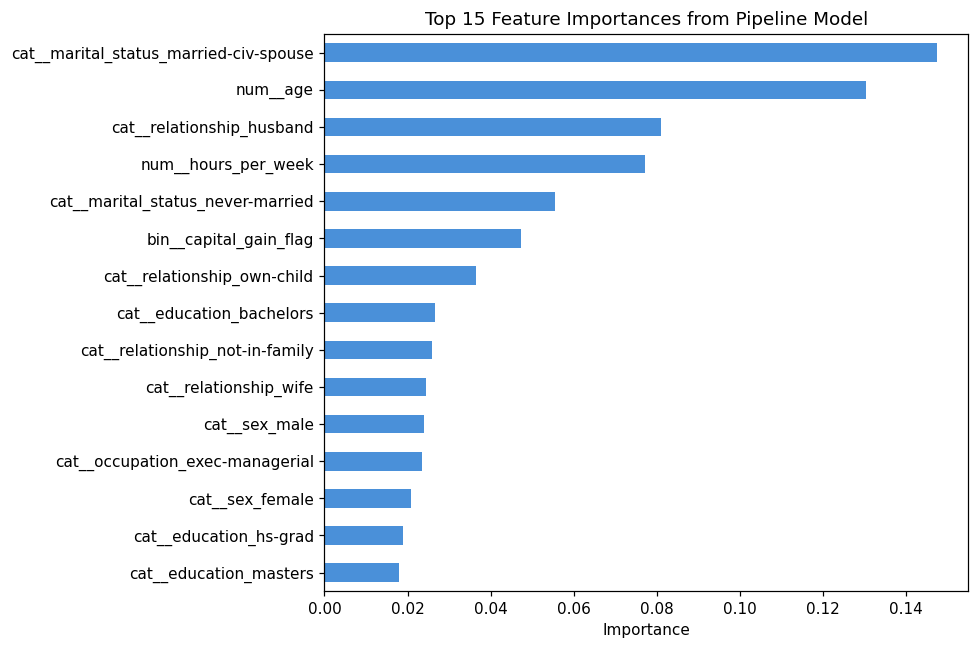 Top 15 Feature Importances from Pipeline Model
cat__marital_status_married-civ-spouse
num__age
cat__relationship_husband
num__hours_per_week
cat__marital_status_never-married
bin__capital_gain_flag
cat__relationship_own-child
cat__education_bachelors
cat__relationship_not-in-family
cat__relationship_wife
cat__sex_male
cat__occupation_exec-managerial
cat__sex_female
cat__education_hs-grad
cat__education_masters
0.00 0.02 0.04 0.06 0.08 0.10 0.12 0.14
Importance